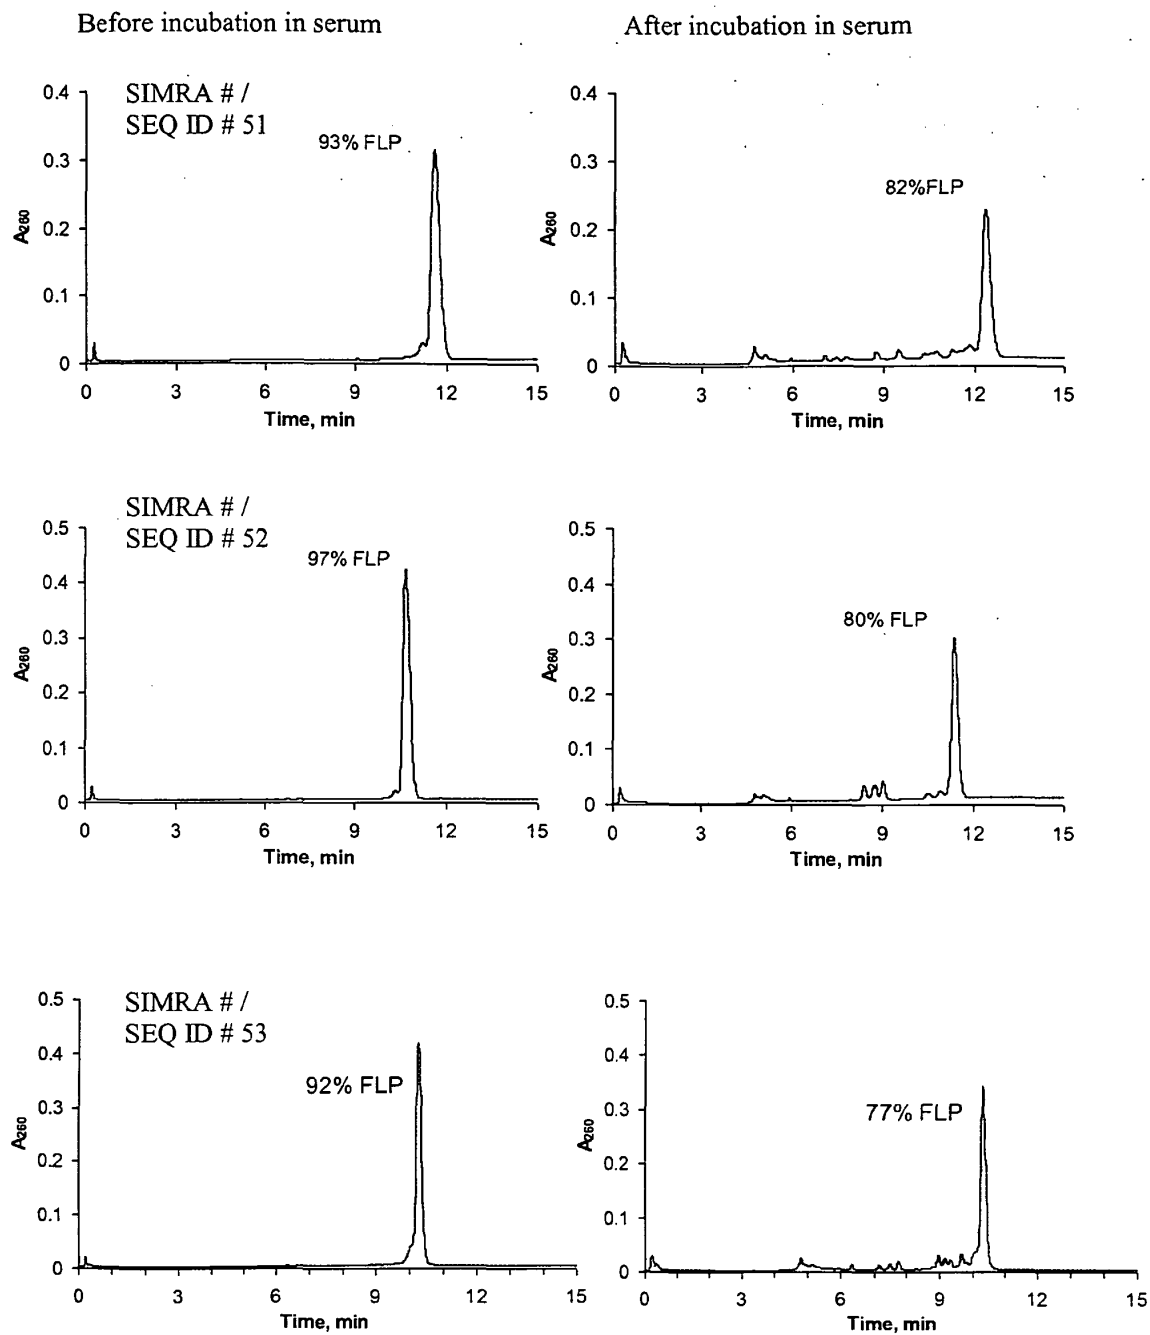 Before incubation in serum
After incubation in serum
SIMRA # /
SEQ ID # 51
93% FLP
0.4
0.3
0.2
0.1
0
A260
0 3 6 9 12 15
Time, min
82%FLP
0.4
0.3
0.2
0.1
0
A260
0 3 6 9 12 15
Time, min
SIMRA # /
SEQ ID # 52
97% FLP
0.5
0.4
0.3
0.2
0.1
0
A260
0 3 6 9 12 15
Time, min
80% FLP
0.5
0.4
0.3
0.2
0.1
0
A260
0 3 6 9 12 15
Time, min
SIMRA # /
SEQ ID # 53
92% FLP
0.5
0.4
0.3
0.2
0.1
0
A260
0 3 6 9 12 15
Time, min
77% FLP
0.5
0.4
0.3
0.2
0.1
0
A260
0 3 6 9 12 15
Time, min